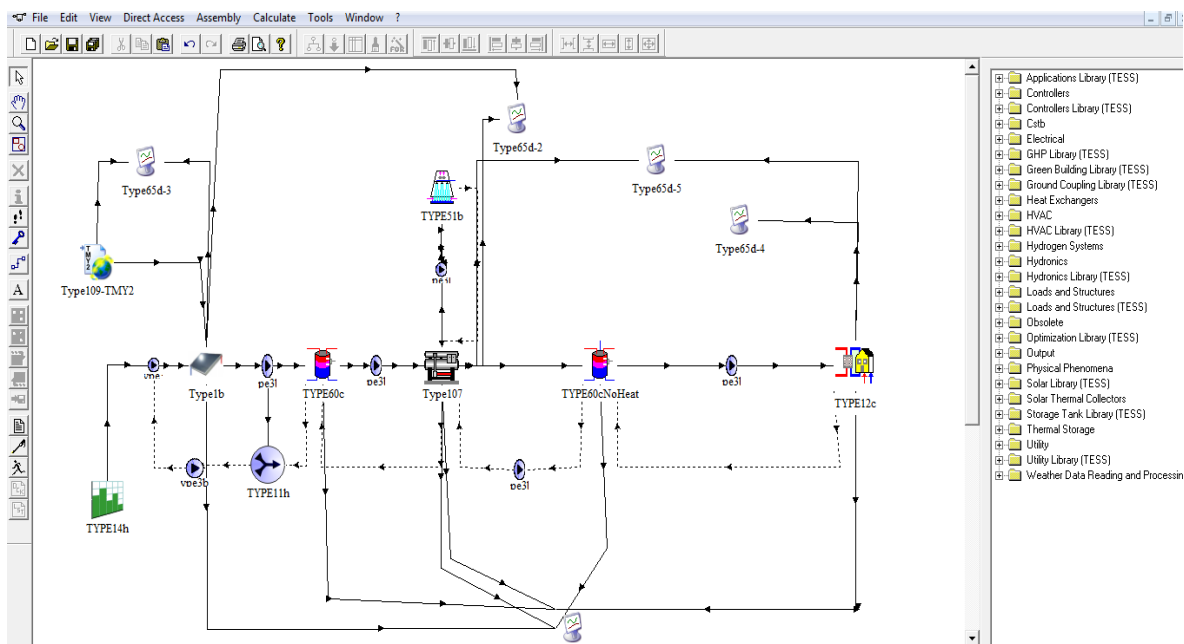 File Edit View Direct Access Assembly Calculate Tools Window ?
Type65d-2
Type65d-3
Type65d-5
TYPE51b
Type65d-4
Type109-TMY2
Type1b
TYPE60c
Type107
TYPE60cNoHeat
TYPE12c
TYPE11h
TYPE14h
FOR
A
Applications Library (TESS)
Controllers
Controllers Library (TESS)
Cstb
Electrical
GHP Library (TESS)
Green Building Library (TESS)
Ground Coupling Library (TESS)
Heat Exchangers
HVAC
HVAC Library (TESS)
Hydrogen Systems
Hydronics
Hydronics Library (TESS)
Loads and Structures
Loads and Structures (TESS)
Obsolete
Optimization Library (TESS)
Output
Physical Phenomena
Solar Library (TESS)
Solar Thermal Collectors
Storage Tank Library (TESS)
Thermal Storage
Utility
Utility Library (TESS)
Weather Data Reading and Processin